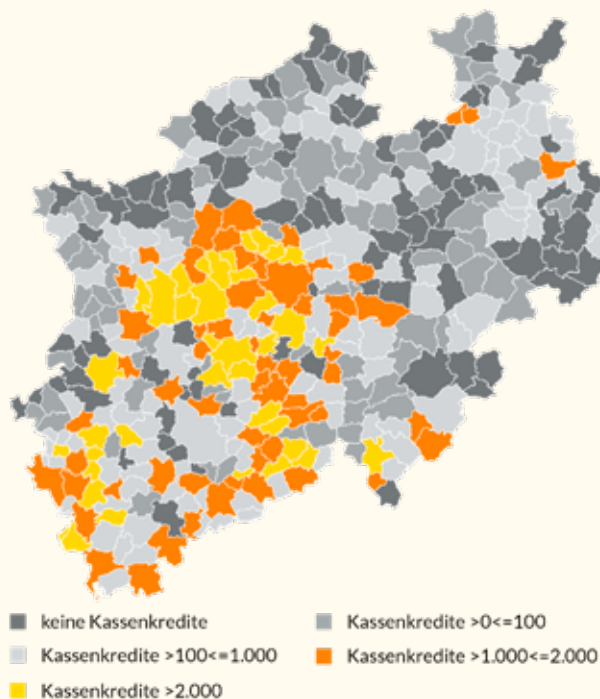 keine Kassenkredite
Kassenkredite >0<=100
Kassenkredite >100<=1.000
Kassenkredite >1.000<=2.000
Kassenkredite >2.000